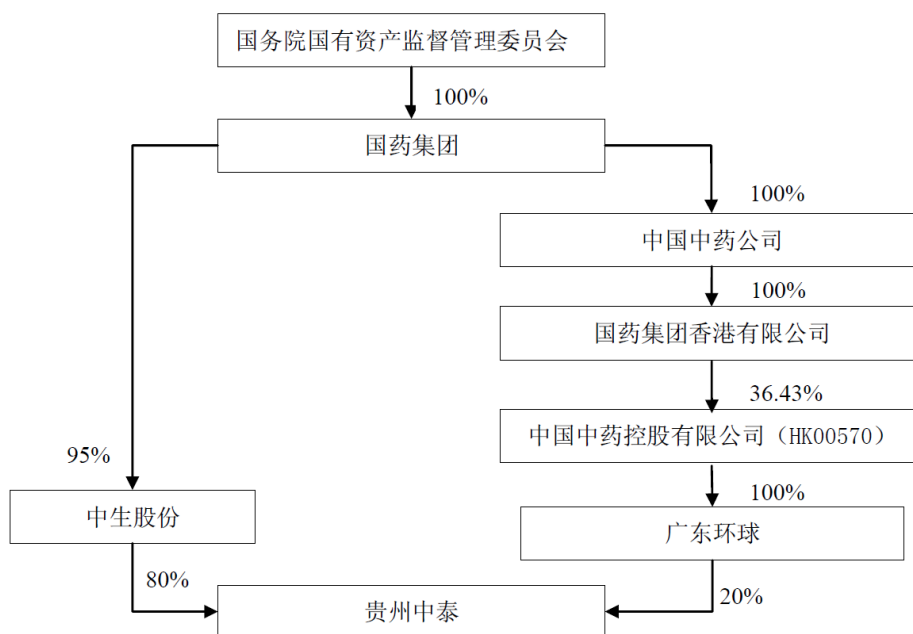 国务院国有资产监督管理委员会
100%
国药集团
100%
中国中药公司
100%
国药集团香港有限公司
36.43%
中国中药控股有限公司（HK00570）
95%
100%
中生股份
广东环球
80%
20%
贵州中泰